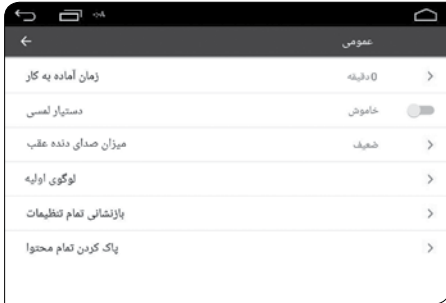 عمومی
زمان آماده به کار 0دقیقه
دستیار لمسی خاموش
میزان صدای دنده عقب ضعیف
لوگوی اولیه
بازنشانی تمام تنظیمات
پاک کردن تمام محتوا